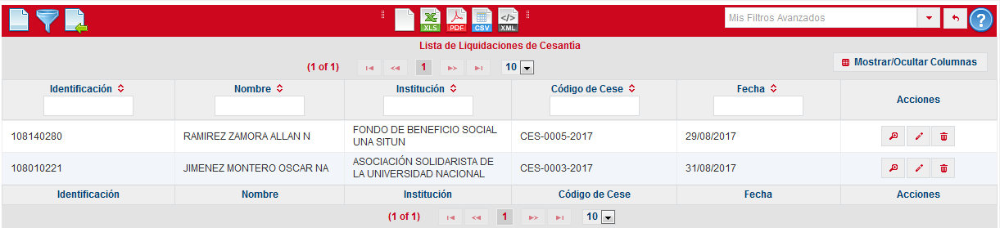 XLS PDF CSV XML Mis Filtros Avanzados ?
Lista de Liquidaciones de Cesantía
(1 of 1) 1 10 Mostrar/Ocultar Columnas
Identificación Nombre Institución Código de Cese Fecha Acciones
108140280 RAMIREZ ZAMORA ALLAN N FONDO DE BENEFICIO SOCIAL CES-0005-2017 29/08/2017
UNA SITUN
108010221 JIMENEZ MONTERO OSCAR NA ASOCIACIÓN SOLIDARISTA DE CES-0003-2017 31/08/2017
LA UNIVERSIDAD NACIONAL
Identificación Nombre Institución Código de Cese Fecha Acciones
(1 of 1) 1 10